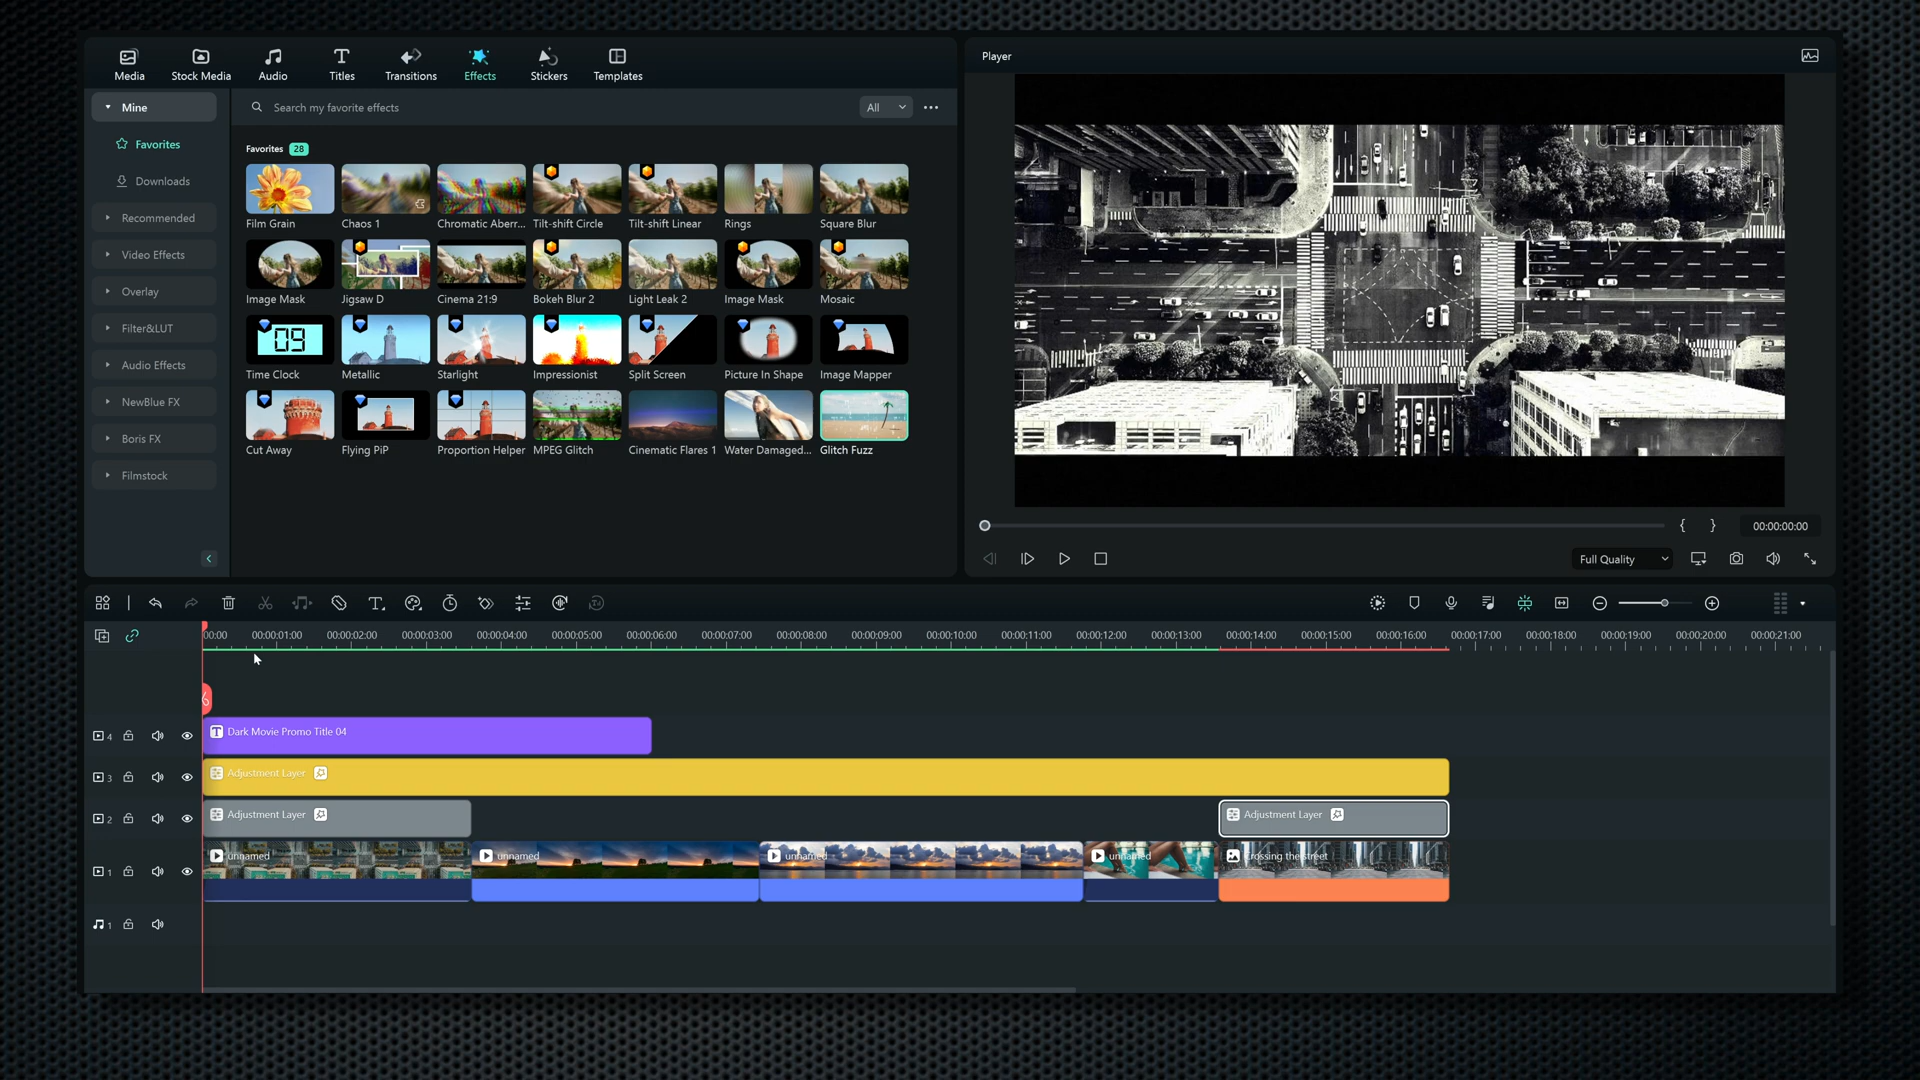 Media
Stock Media
Audio
Titles
Transitions
Effects
Stickers
Templates
Player
Mine
Search my favorite effects
All
Favorites
Downloads
Recommended
Video Effects
Overlay
Filter&LUT
Audio Effects
NewBlue FX
Boris FX
Filmstock
Favorites 28
Film Grain
Chaos 1
Chromatic Aberr...
Tilt-shift Circle
Tilt-shift Linear
Rings
Square Blur
Image Mask
Jigsaw D
Cinema 21:9
Bokeh Blur 2
Light Leak 2
Image Mask
Mosaic
09
Time Clock
Metallic
Starlight
Impressionist
Split Screen
Picture In Shape
Image Mapper
Cut Away
Flying PiP
Proportion Helper
MPEG Glitch
Cinematic Flares 1
Water Damaged...
Glitch Fuzz
00:00:00:00
Full Quality
00:00
00:00:01:00
00:00:02:00
00:00:03:00
00:00:04:00
00:00:05:00
00:00:06:00
00:00:07:00
00:00:08:00
00:00:09:00
00:00:10:00
00:00:11:00
00:00:12:00
00:00:13:00
00:00:14:00
00:00:15:00
00:00:16:00
00:00:17:00
00:00:18:00
00:00:19:00
00:00:20:00
00:00:21:00
4
Dark Movie Promo Title 04
3
Adjustment Layer
2
Adjustment Layer
Adjustment Layer
1
unnamed
unnamed
unnamed
unnamed
Crossing the street
1